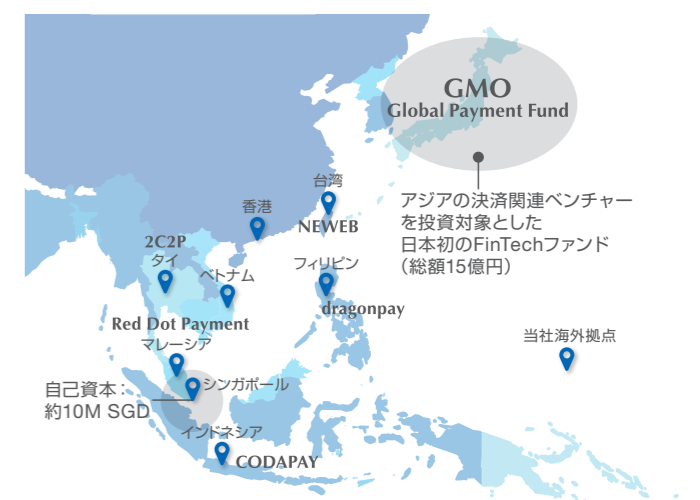 GMO
Global Payment Fund
アジアの決済関連ベンチャー
を投資対象とした
日本初のFinTechファンド
（総額15億円）
台湾
NEWEB
香港
2C2P
タイ
ベトナム
フィリピン
dragonpay
Red Dot Payment
マレーシア
当社海外拠点
シンガポール
自己資本：
約10M SGD
インドネシア
CODAPAY